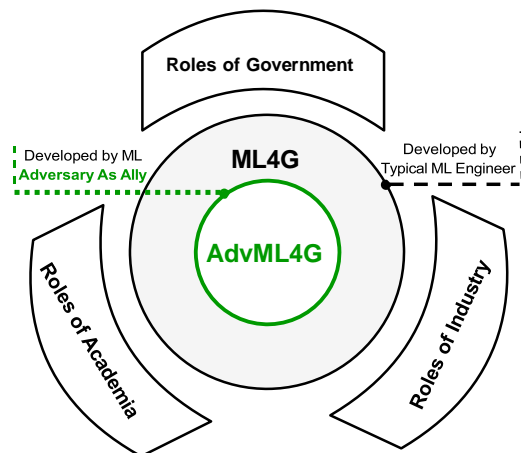 Roles of Government
Developed by ML
Adversary As Ally
ML4G
Developed by
Typical ML Engineer
AdvML4G
Roles of Academia
Roles of Industry